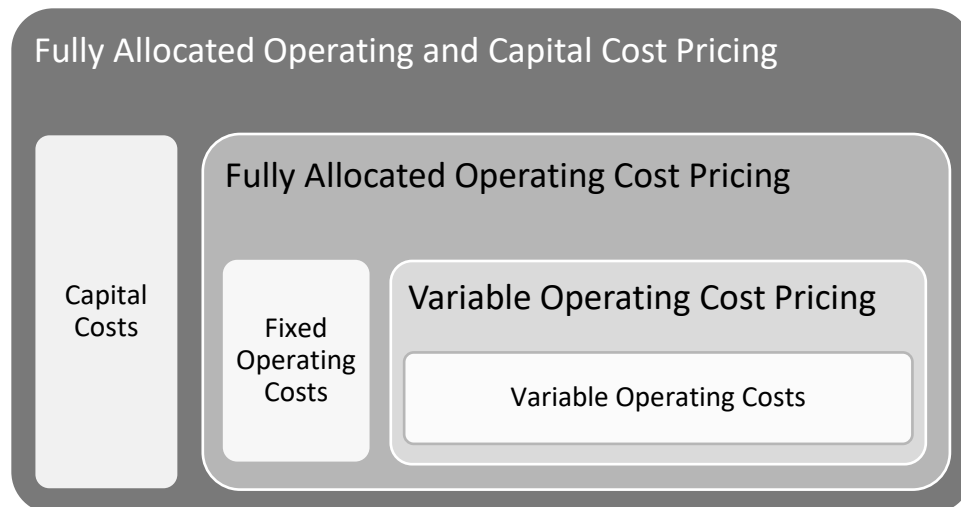 Fully Allocated Operating and Capital Cost Pricing
Fully Allocated Operating Cost Pricing
Capital
Costs
Fixed
Operating
Costs
Variable Operating Cost Pricing
Variable Operating Costs